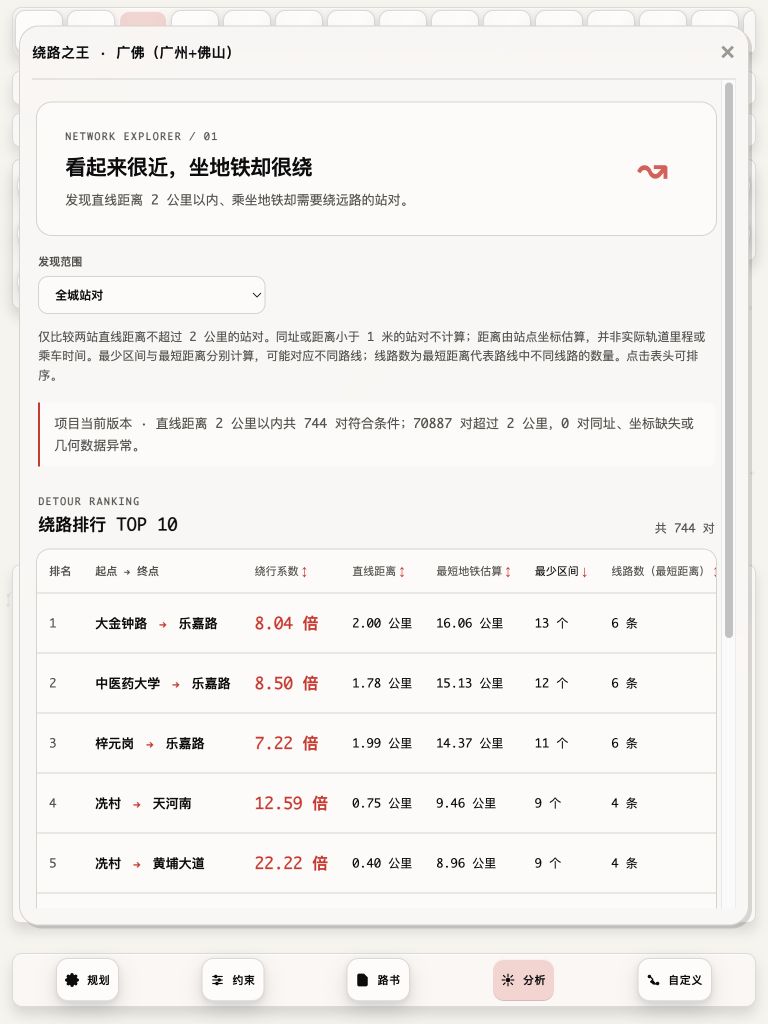 绕路之王 · 广佛（广州+佛山）
×
NETWORK EXPLORER / 01
看起来很近，坐地铁却很绕
发现直线距离 2 公里以内、乘坐地铁却需要绕远路的站对。
发现范围
全城站对
仅比较两站直线距离不超过 2 公里的站对。同址或距离小于 1 米的站对不计算；距离由站点坐标估算，并非实际轨道里程或
乘车时间。最少区间与最短距离分别计算，可能对应不同路线；线路数为最短距离代表路线中不同线路的数量。点击表头可排
序。
项目当前版本 · 直线距离 2 公里以内共 744 对符合条件；70887 对超过 2 公里，0 对同址、坐标缺失或
几何数据异常。
DETOUR RANKING
绕路排行 TOP 10
共 744 对
排名 起点 → 终点 绕行系数↕ 直线距离↕ 最短地铁估算↕ 最少区间↓ 线路数（最短距离）↕
1 大金钟路 → 乐嘉路 8.04 倍 2.00 公里 16.06 公里 13 个 6 条
2 中医药大学 → 乐嘉路 8.50 倍 1.78 公里 15.13 公里 12 个 6 条
3 梓元岗 → 乐嘉路 7.22 倍 1.99 公里 14.37 公里 11 个 6 条
4 冼村 → 天河南 12.59 倍 0.75 公里 9.46 公里 9 个 4 条
5 冼村 → 黄埔大道 22.22 倍 0.40 公里 8.96 公里 9 个 4 条
规划 约束 路书 分析 自定义